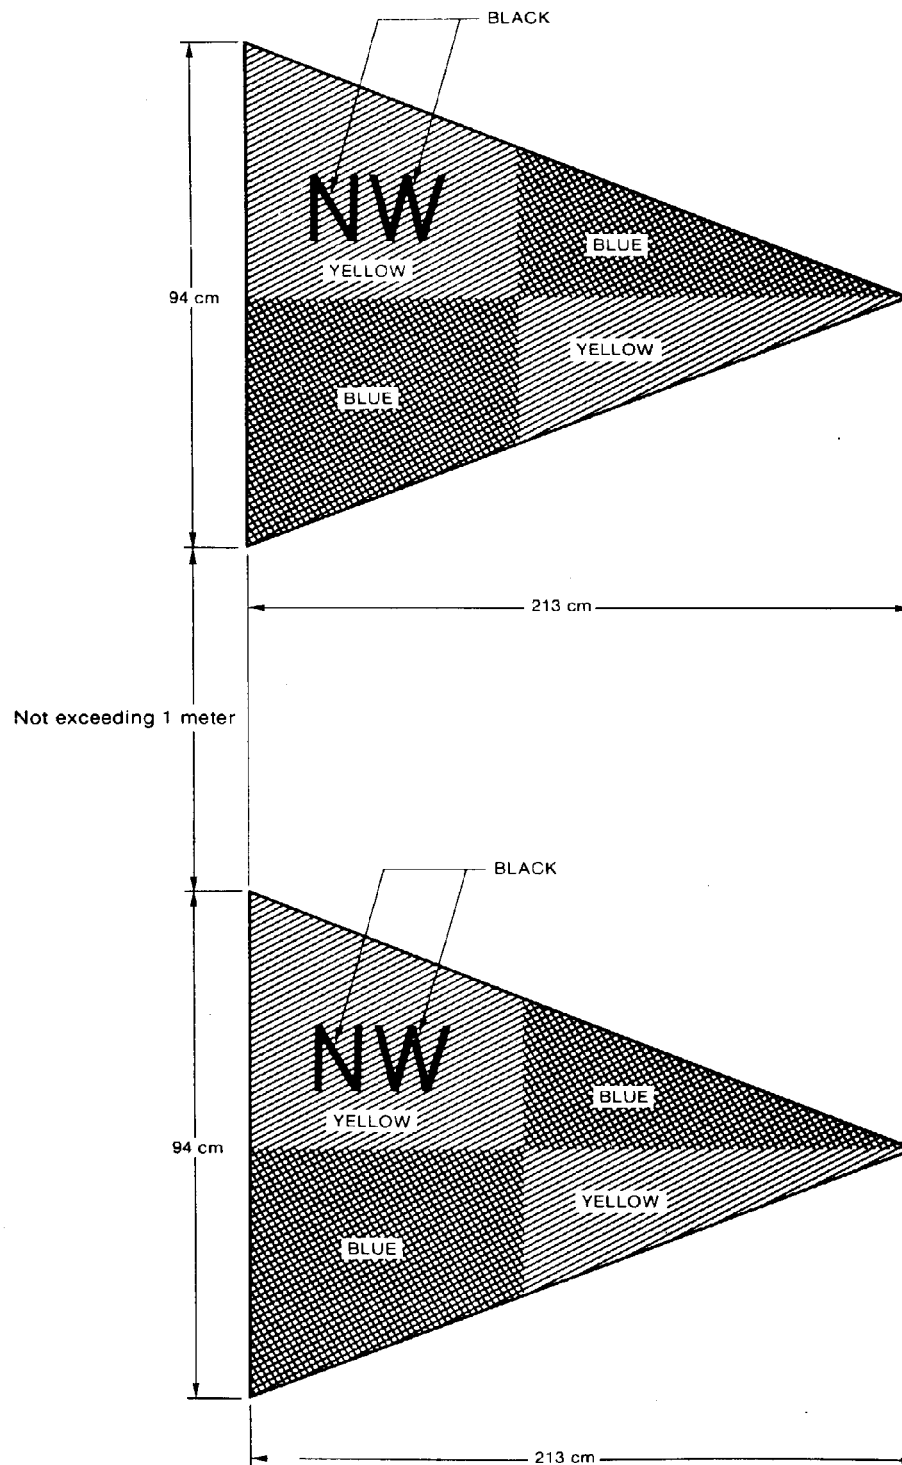 BLACK
NW
BLUE
YELLOW
94 cm
YELLOW
BLUE
213 cm
Not exceeding 1 meter
BLACK
NW
BLUE
YELLOW
94 cm
YELLOW
BLUE
213 cm